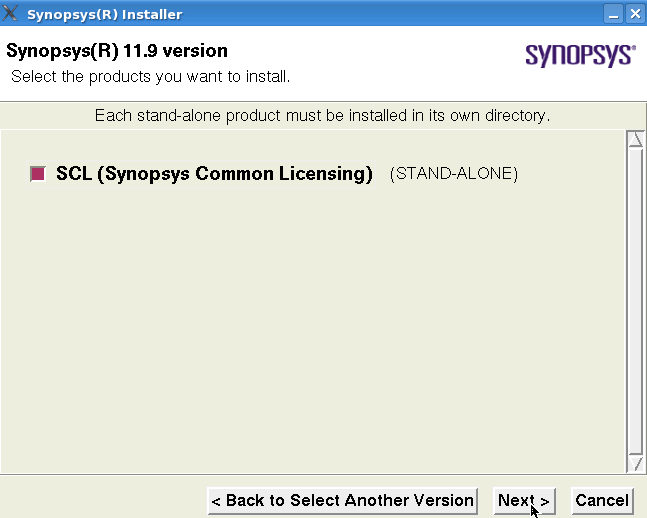 Synopsys(R) Installer
Synopsys(R) 11.9 version
SYNOPSYS®
Select the products you want to install.
Each stand-alone product must be installed in its own directory.
SCL (Synopsys Common Licensing) (STAND-ALONE)
< Back to Select Another Version Next > Cancel